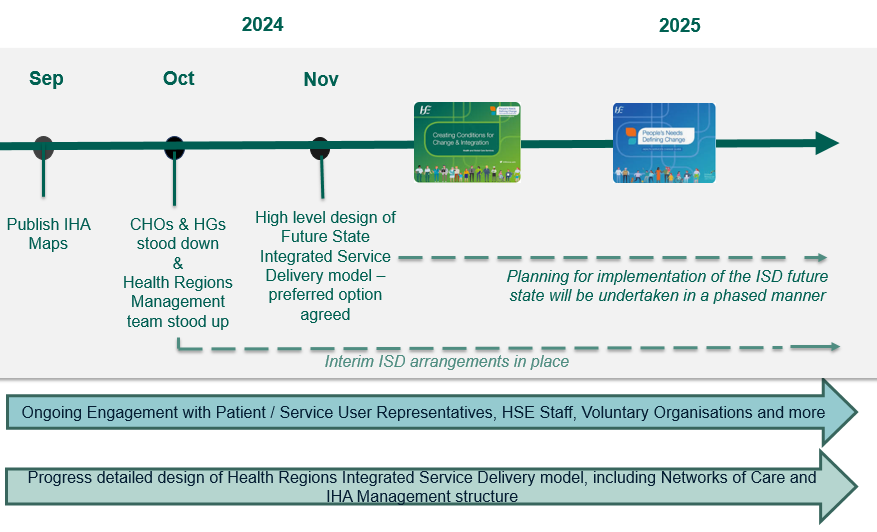 2024
2025
Sep
Oct
Nov
Creating Conditions for
Change & Integration
People's Needs
Defining Change
Publish IHA
Maps
CHOs & HGs
stood down
&
Health Regions
Management
team stood up
High level design of
Future State
Integrated Service
Delivery model –
preferred option
agreed
Planning for implementation of the ISD future
state will be undertaken in a phased manner
Interim ISD arrangements in place
Ongoing Engagement with Patient / Service User Representatives, HSE Staff, Voluntary Organisations and more
Progress detailed design of Health Regions Integrated Service Delivery model, including Networks of Care and
IHA Management structure